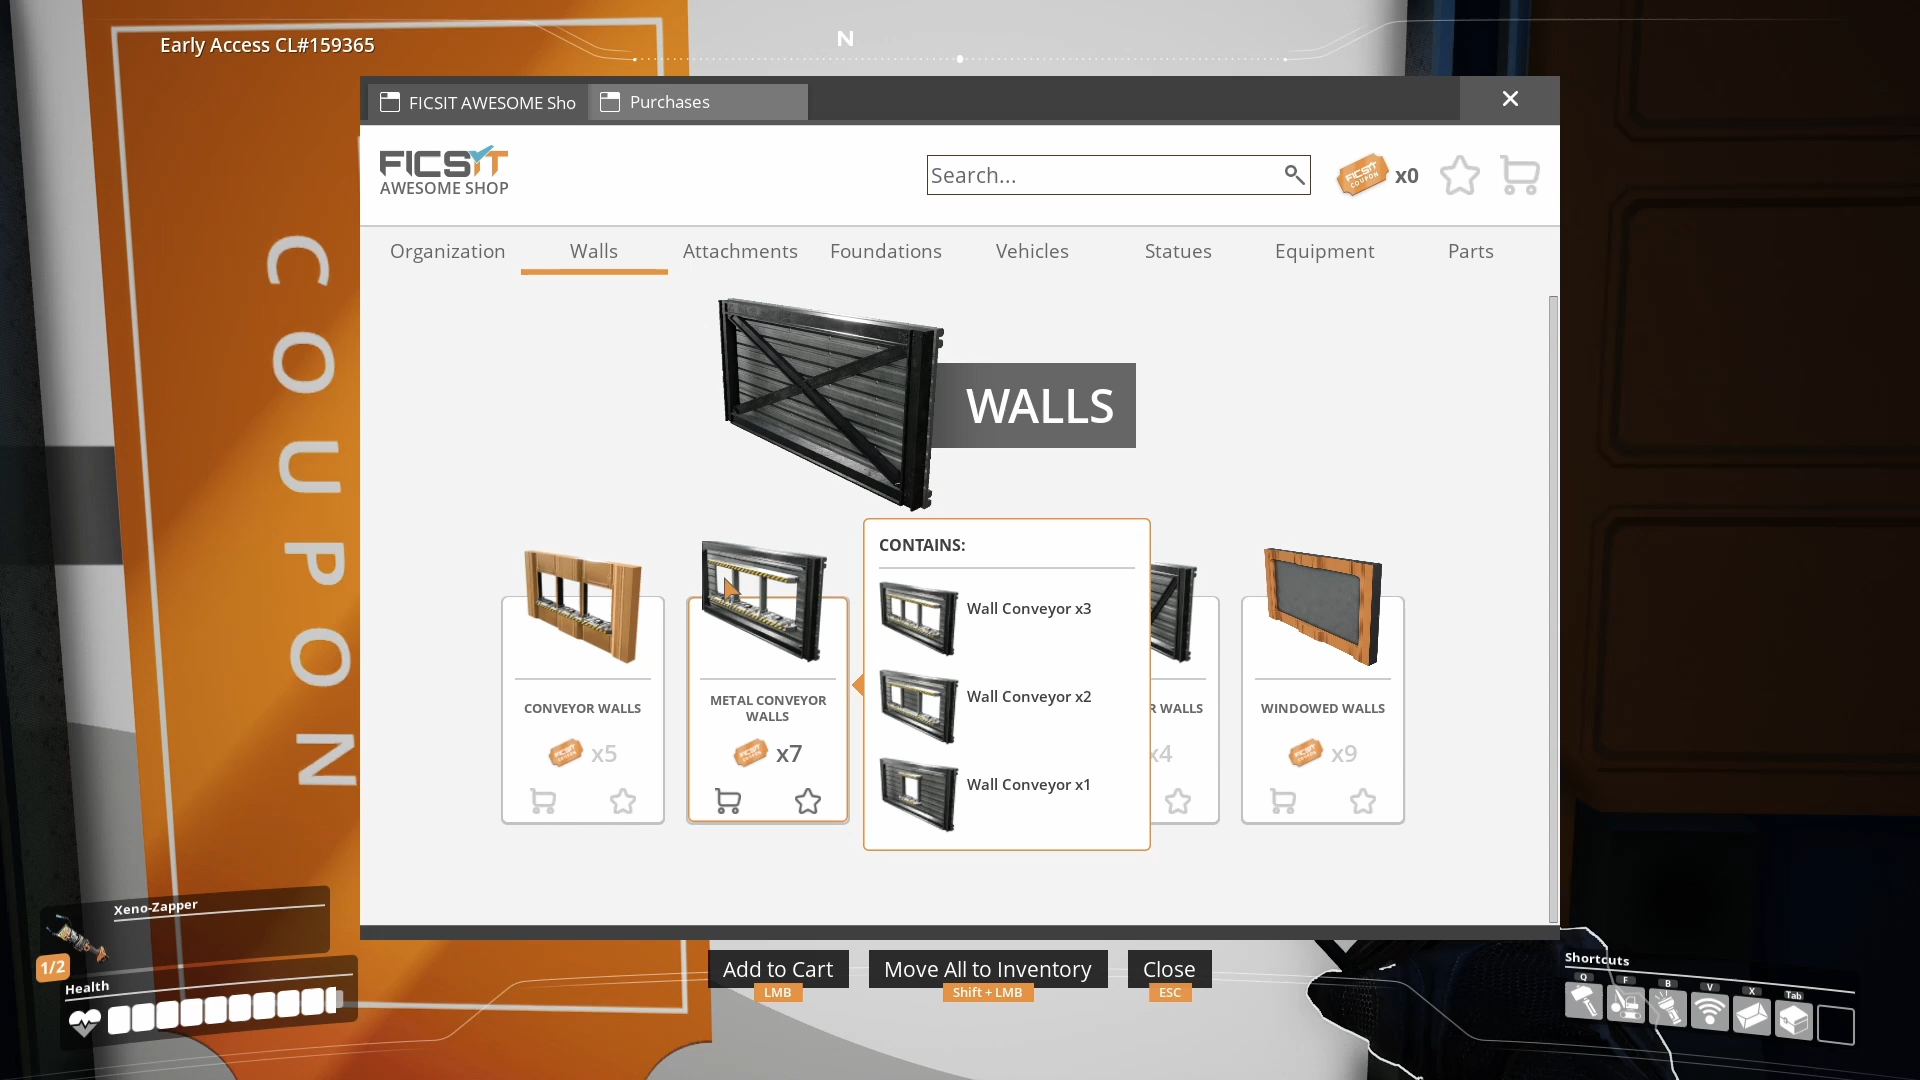 Early Access CL#159365
N
FICSIT AWESOME Sho
Purchases
FICSIT
AWESOME SHOP
Search...
FICSIT
COUPON
x0
Organization
Walls
Attachments
Foundations
Vehicles
Statues
Equipment
Parts
COUPON
WALLS
CONVEYOR WALLS
x5
METAL CONVEYOR
WALLS
x7
CONTAINS:
Wall Conveyor x3
Wall Conveyor x2
Wall Conveyor x1
R WALLS
x4
WINDOWED WALLS
x9
Xeno-Zapper
1/2
Health
Add to Cart
LMB
Move All to Inventory
Shift + LMB
Close
ESC
Shortcuts
Q
F
B
V
X
Tab